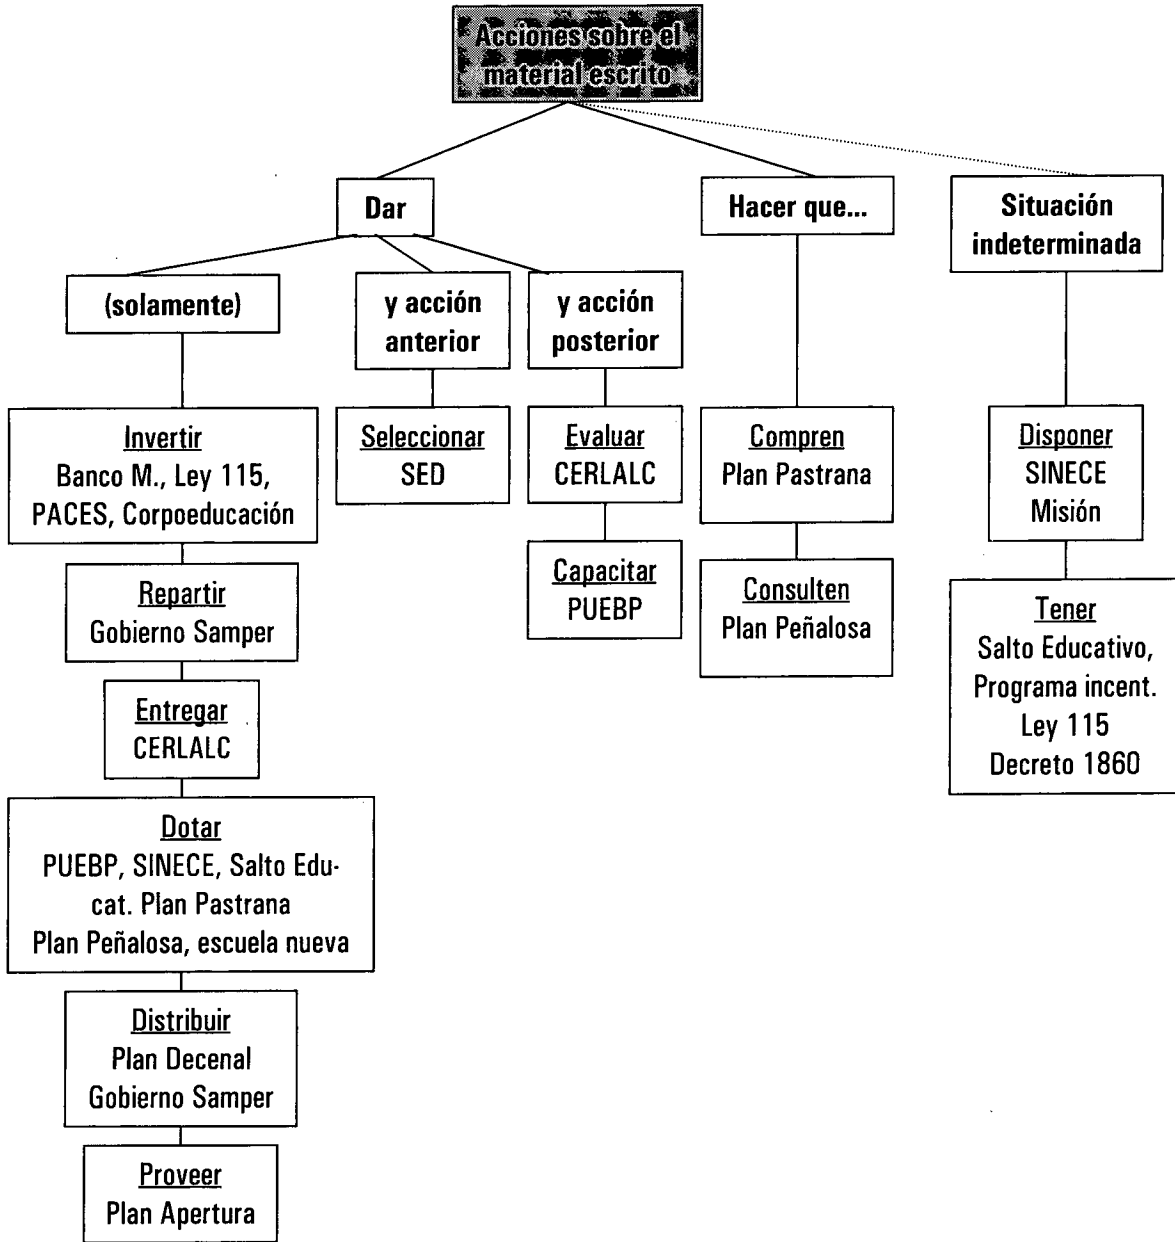 Acciones sobre el
material escrito
Dar
Hacer que...
Situación
indeterminada
(solamente)
y acción
anterior
y acción
posterior
Invertir
Banco M., Ley 115,
PACES, Corpoeducación
Repartir
Gobierno Samper
Entregar
CERLALC
Dotar
PUEBP, SINECE, Salto Edu-
cat. Plan Pastrana
Plan Peñalosa, escuela nueva
Distribuir
Plan Decenal
Gobierno Samper
Proveer
Plan Apertura
Seleccionar
SED
Evaluar
CERLALC
Capacitar
PUEBP
Compren
Plan Pastrana
Consulten
Plan Peñalosa
Disponer
SINECE
Misión
Tener
Salto Educativo,
Programa incent.
Ley 115
Decreto 1860